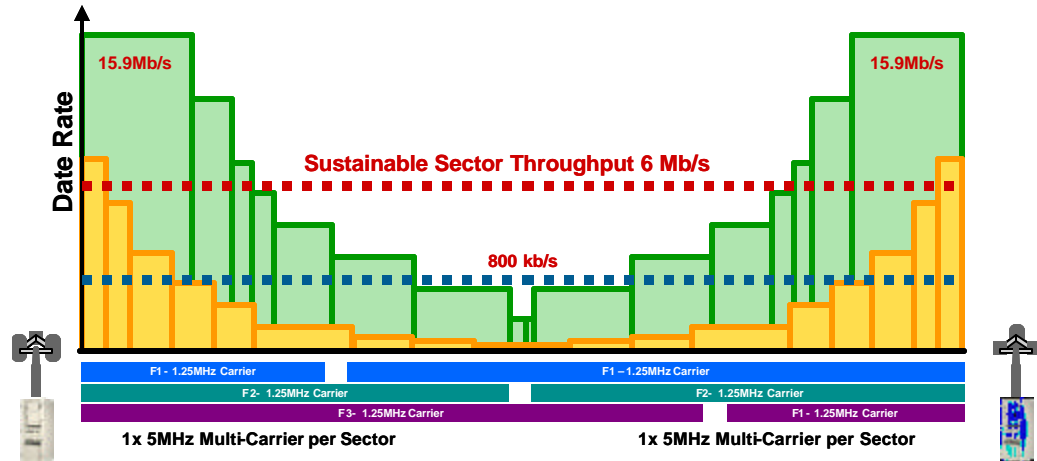 15.9Mb/s
15.9Mb/s
Date Rate
Sustainable Sector Throughput 6 Mb/s
800 kb/s
F1- 1.25MHz Carrier
F1 – 1.25MHz Carrier
F2- 1.25MHz Carrier
F2- 1.25MHz Carrier
F3- 1.25MHz Carrier
F1- 1.25MHz Carrier
1x 5MHz Multi-Carrier per Sector
1x 5MHz Multi-Carrier per Sector